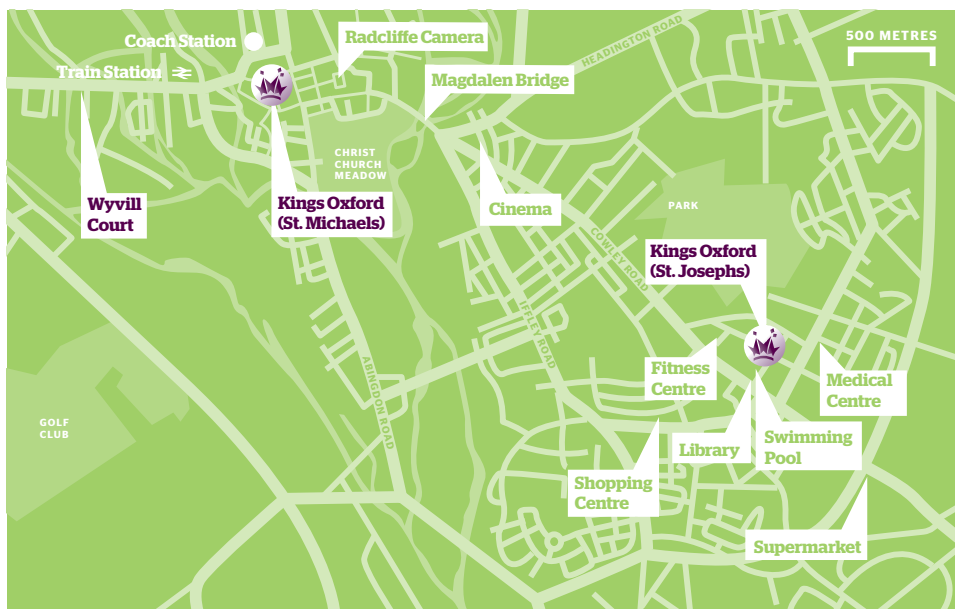 Coach Station
Radcliffe Camera
HEADINGTON ROAD
500 METRES
Train Station
Magdalen Bridge
CHRIST
CHURCH
MEADOW
Wyvill
Court
Kings Oxford
(St. Michaels)
Cinema
PARK
COWLEY ROAD
Kings Oxford
(St. Josephs)
IFFLEY ROAD
ABINGDON ROAD
Fitness
Centre
Medical
Centre
GOLF
CLUB
Library
Swimming
Pool
Shopping
Centre
Supermarket